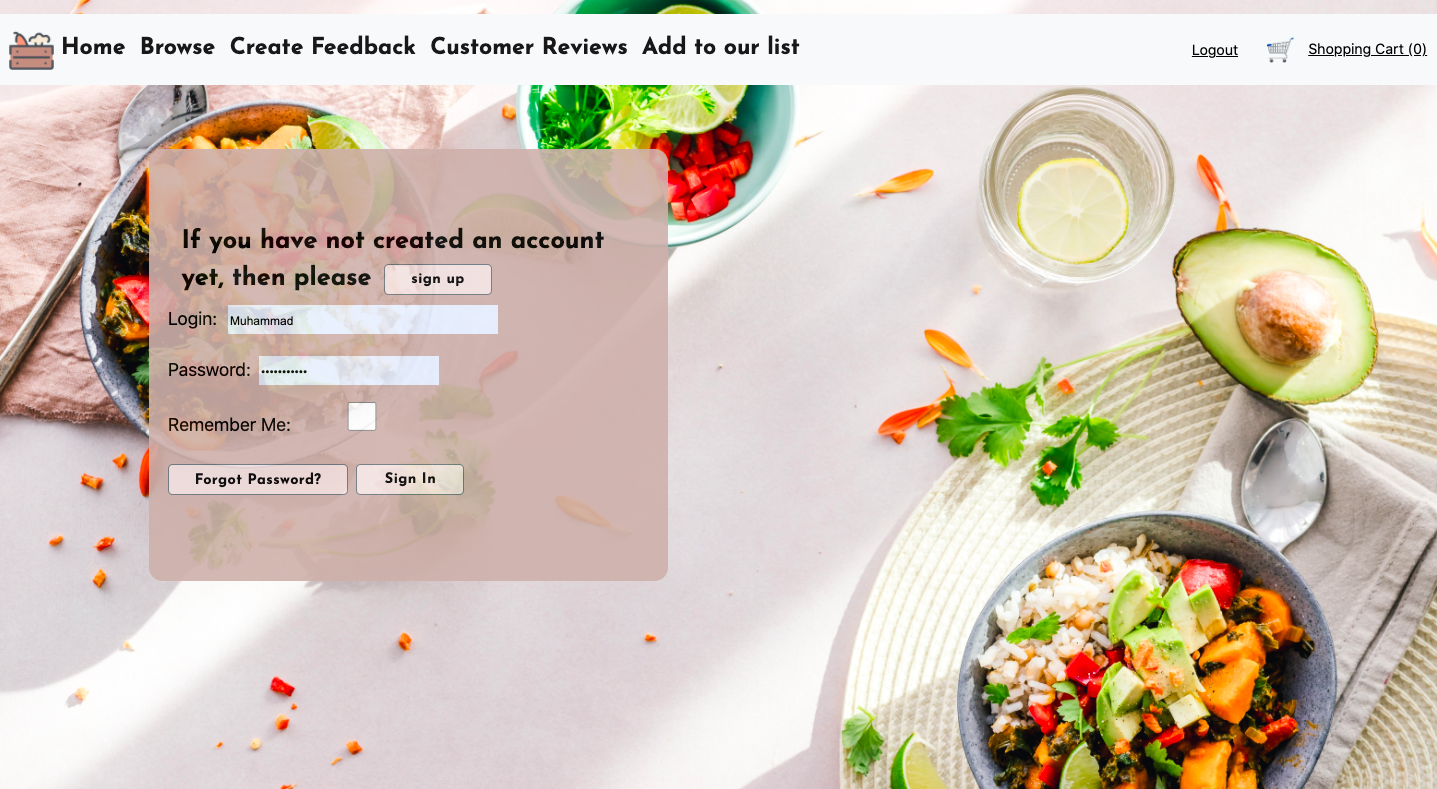 Home Browse Create Feedback Customer Reviews Add to our list Logout Shopping Cart (0)
If you have not created an account
yet, then please sign up
Login: Muhammad
Password: •••••••••••
Remember Me:
Forgot Password? Sign In